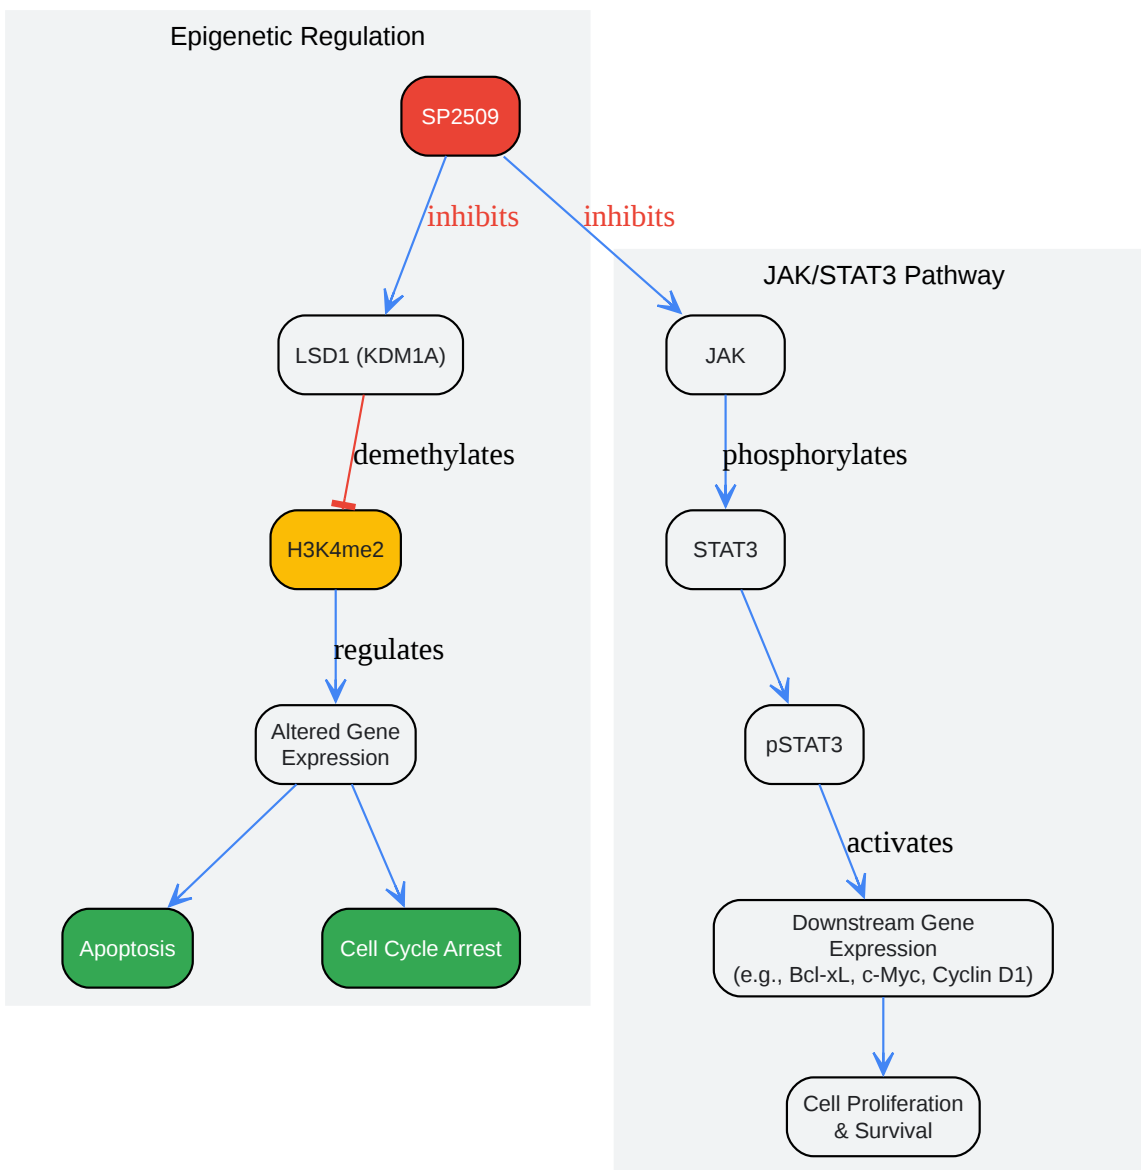 Epigenetic Regulation
SP2509
inhibits
inhibits
JAK/STAT3 Pathway
LSD1 (KDM1A)
JAK
demethylates
phosphorylates
H3K4me2
STAT3
regulates
Altered Gene
Expression
pSTAT3
activates
Apoptosis
Cell Cycle Arrest
Downstream Gene
Expression
(e.g., Bcl-xL, c-Myc, Cyclin D1)
Cell Proliferation
& Survival